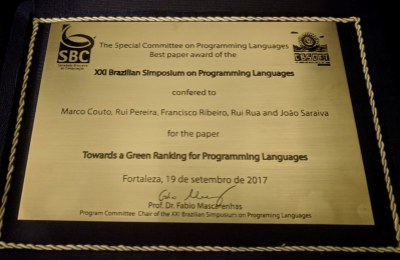 SBC
The Special Committee on Programming Languages
Best paper award of the
XXI Brazilian Symposium on Programming Languages
confered to
Marco Couto, Rui Pereira, Francisco Ribeiro, Rui Rua and João Saraiva
for the paper
Towards a Green Ranking for Programming Languages
Fortaleza, 19 de setembro de 2017
Prof. Dr. Fabio Mascarenhas
Program Committee Chair of the XXI Brazilian Symposium on Programing Languages